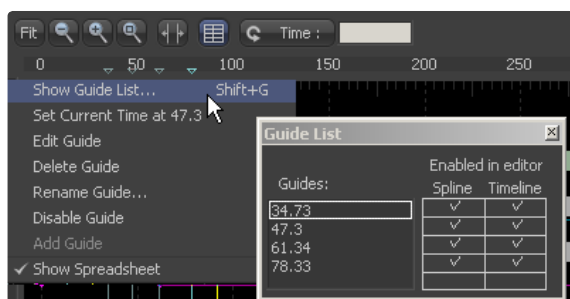 Fit Time :
0 50 100 150 200 250
Show Guide List... Shift+G
Set Current Time at 47.3
Edit Guide
Delete Guide
Rename Guide...
Disable Guide
Add Guide
Show Spreadsheet
Guide List
Enabled in editor
Guides: Spline Timeline
34.73
47.3
61.34
78.33